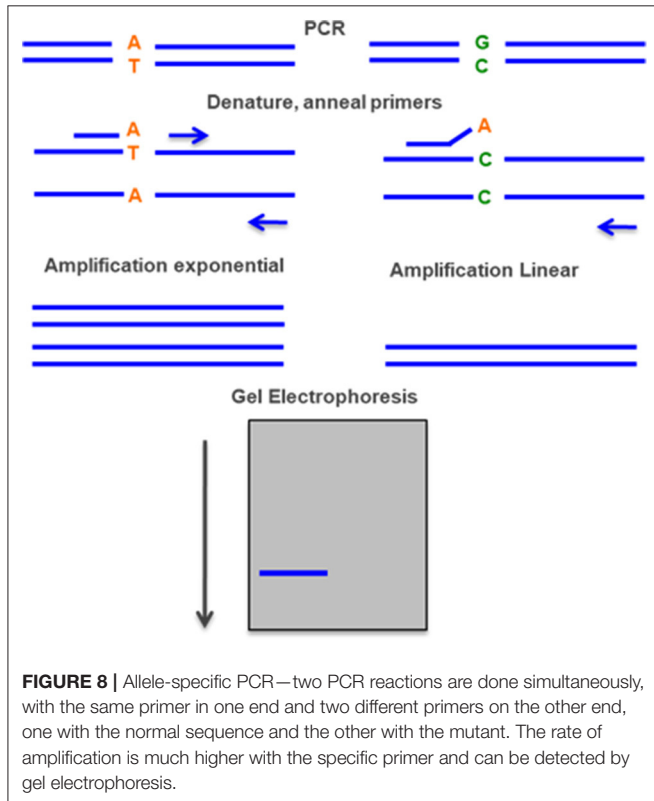 PCR
A G
T C
Denature, anneal primers
A A
T C
A C
Amplification exponential Amplification Linear
Gel Electrophoresis
FIGURE 8 | Allele-specific PCR—two PCR reactions are done simultaneously,
with the same primer in one end and two different primers on the other end,
one with the normal sequence and the other with the mutant. The rate of
amplification is much higher with the specific primer and can be detected by
gel electrophoresis.